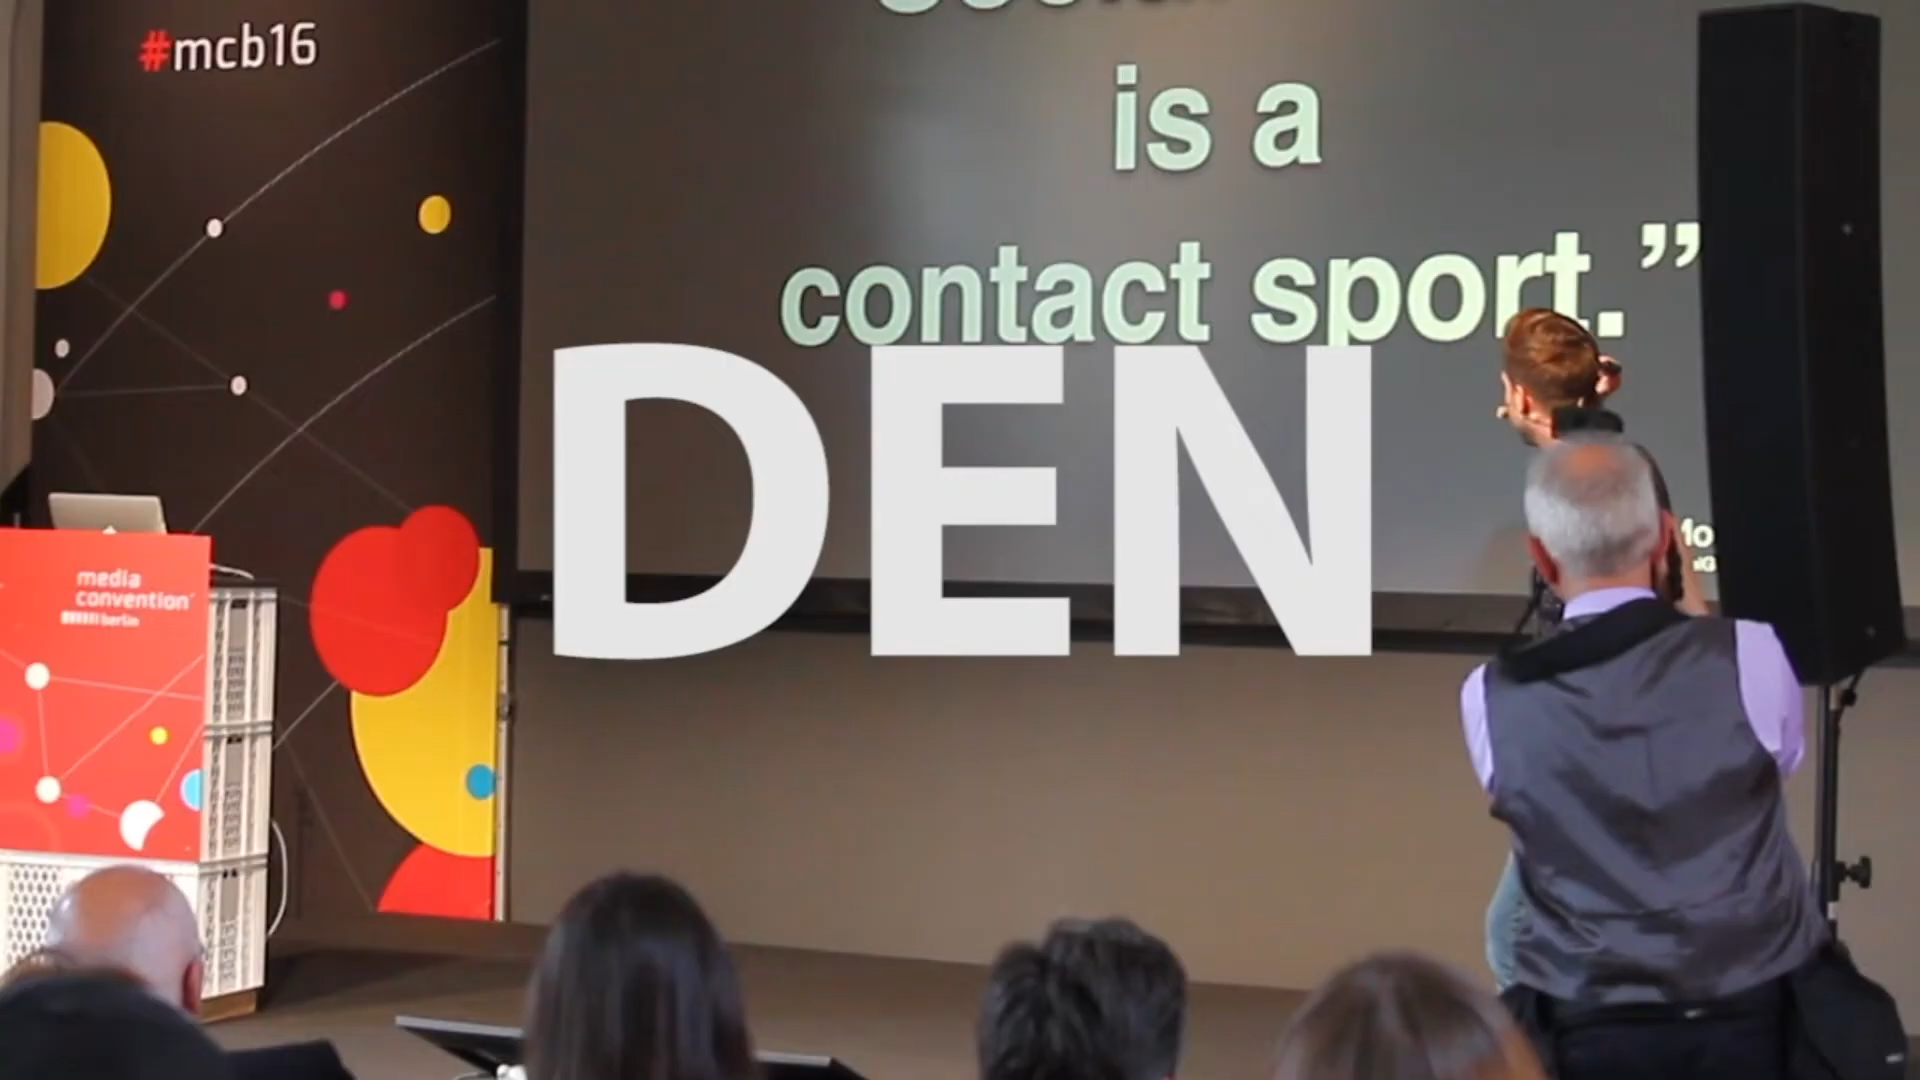 #mcb16
is a
contact sport.”
DEN
media
convention
berlin